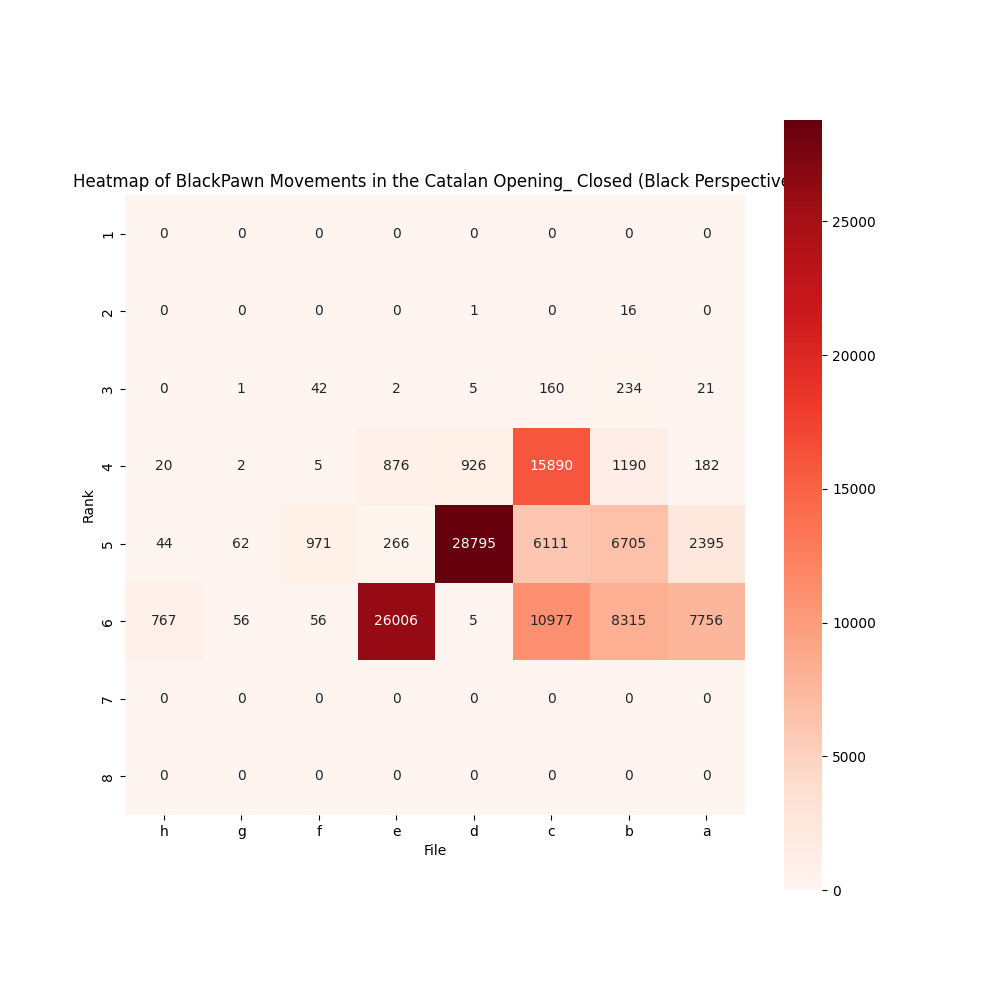 Heatmap of BlackPawn Movements in the Catalan Opening_ Closed (Black Perspective
1 0 0 0 0 0 0 0 0
2 0 0 0 0 1 0 16 0
3 0 1 42 2 5 160 234 21
4 20 2 5 876 926 15890 1190 182
5 44 62 971 266 28795 6111 6705 2395
6 767 56 56 26006 5 10977 8315 7756
7 0 0 0 0 0 0 0 0
8 0 0 0 0 0 0 0 0
h g f e d c b a
File
Rank
25000
20000
15000
10000
5000
0